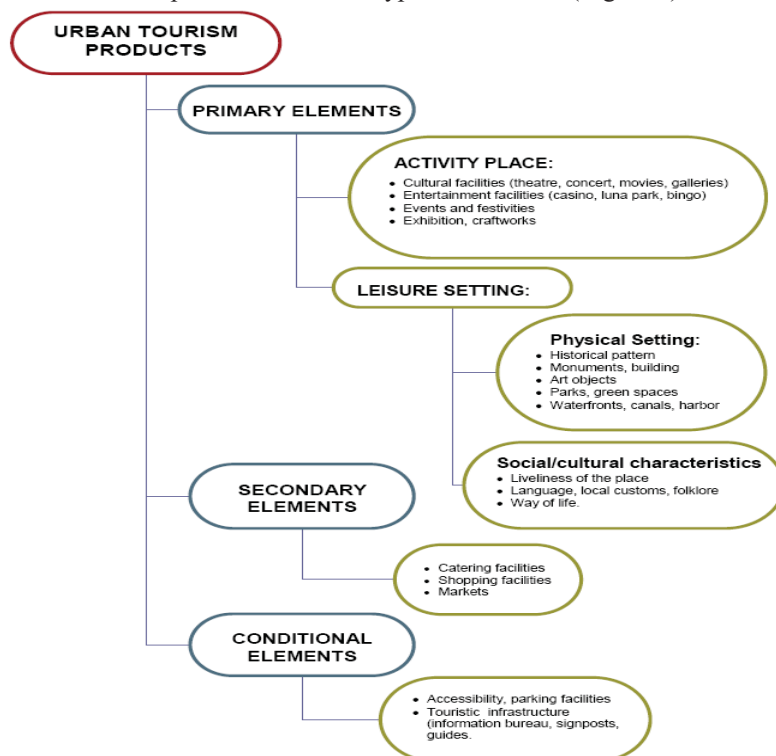 URBAN TOURISM
PRODUCTS
PRIMARY ELEMENTS
ACTIVITY PLACE:
• Cultural facilities (theatre, concert, movies, galleries)
• Entertainment facilities (casino, luna park, bingo)
• Events and festivities
• Exhibition, craftworks
LEISURE SETTING:
Physical Setting:
• Historical pattern
• Monuments, building
• Art objects
• Parks, green spaces
• Waterfronts, canals, harbor
Social/cultural characteristics
• Liveliness of the place
• Language, local customs, folklore
• Way of life.
SECONDARY
ELEMENTS
• Catering facilities
• Shopping facilities
• Markets
CONDITIONAL
ELEMENTS
• Accessibility, parking facilities
• Touristic infrastructure
(information bureau, signposts,
guides.